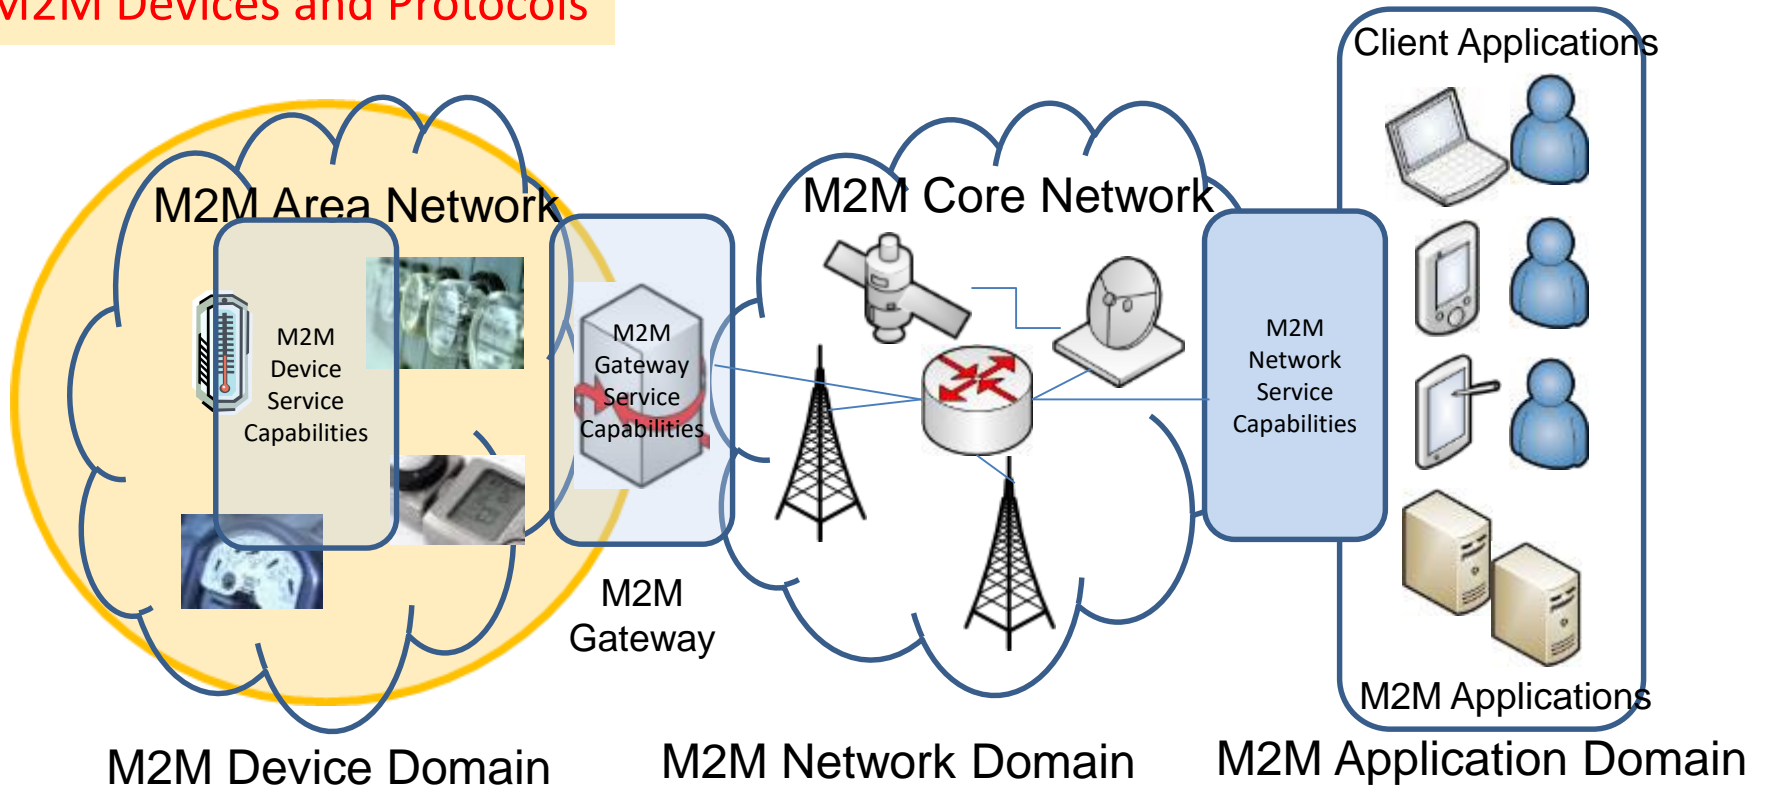 M2M Devices and Protocols
Client Applications
M2M Area Network
M2M Core Network
M2M
Device
Service
Capabilities
M2M
Gateway
Service
Capabilities
M2M
Network
Service
Capabilities
M2M
Gateway
M2M Applications
M2M Device Domain
M2M Network Domain
M2M Application Domain